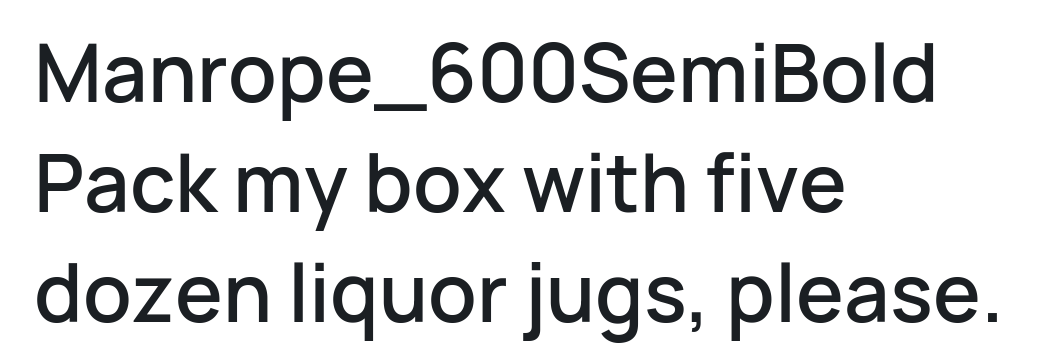 Manrope_600SemiBold
Pack my box with five
dozen liquor jugs, please.